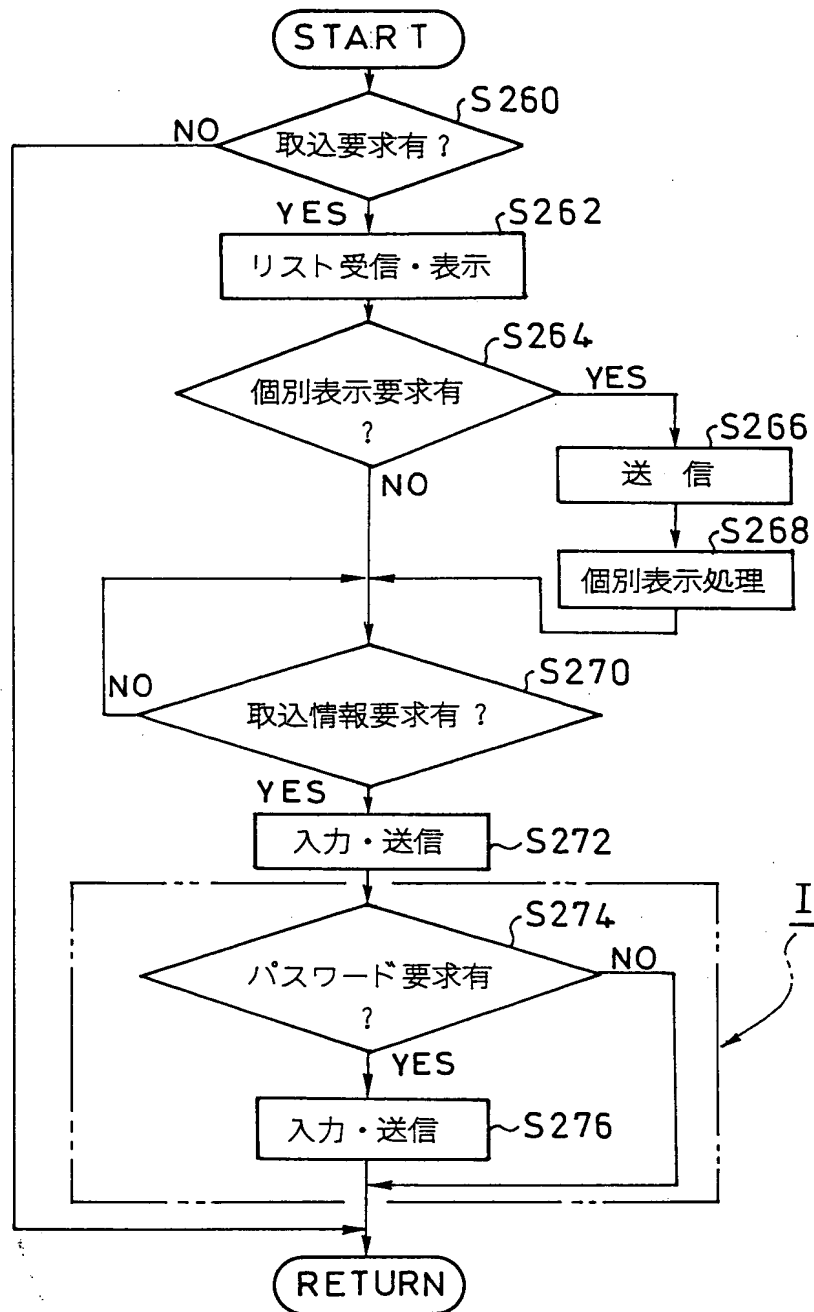 START
S260
NO
取込要求有?
YES
S262
リスト受信・表示
S264
個別表示要求有
?
YES
NO
S266
送 信
S268
個別表示処理
S270
NO
取込情報要求有?
YES
入力・送信
S272
I
S274
パスワード要求有
?
NO
YES
入力・送信
S276
RETURN